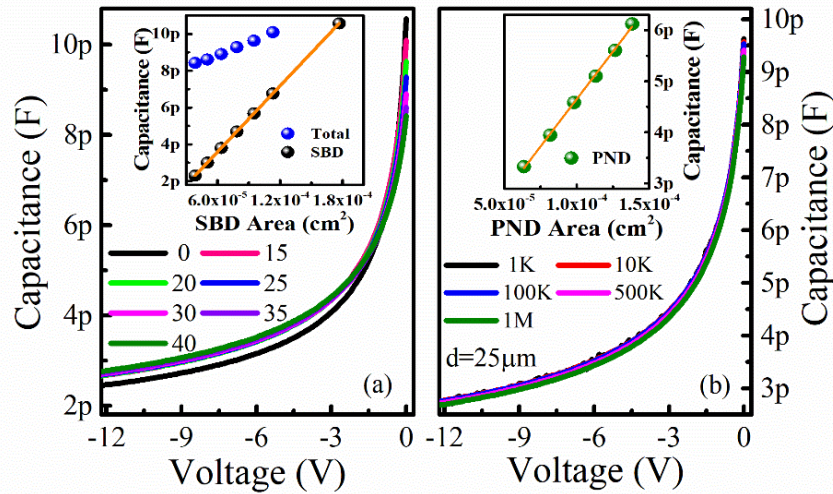 Capacitance (F)
10p
8p
6p
4p
2p
-12
-9
-6
-3
0
Voltage (V)
Capacitance (F)
10p
8p
6p
4p
2p
6.0x10⁻⁵
1.2x10⁻⁴
1.8x10⁻⁴
SBD Area (cm²)
Total
SBD
0
15
20
25
30
35
40
(a)
Capacitance (F)
10p
9p
8p
7p
6p
5p
4p
3p
-12
-9
-6
-3
0
Voltage (V)
Capacitance (F)
6p
5p
4p
3p
5.0x10⁻⁵
1.0x10⁻⁴
1.5x10⁻⁴
PND Area (cm²)
PND
1K
10K
100K
500K
1M
d=25μm
(b)